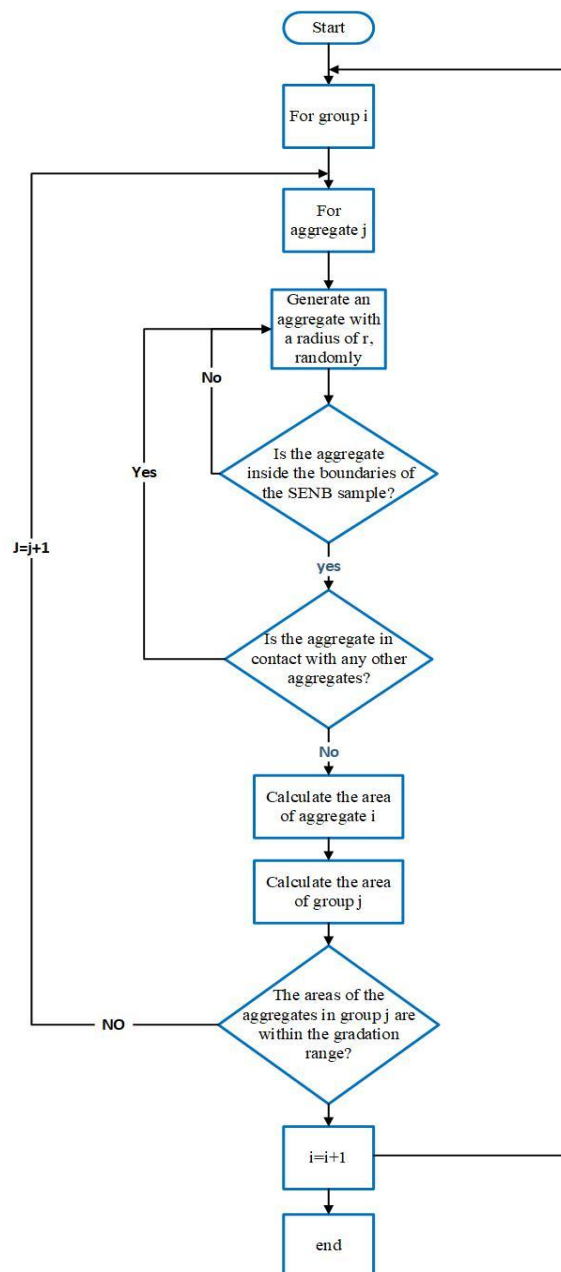 Start
For group i
For
aggregate j
Generate an
aggregate with
a radius of r,
randomly
No
Is the aggregate
inside the boundaries of
the SENB sample?
Yes
J=j+1
yes
Is the aggregate in
contact with any other
aggregates?
No
Calculate the area
of aggregate i
Calculate the area
of group j
The areas of the
aggregates in group j are
within the gradation
range?
NO
i=i+1
end